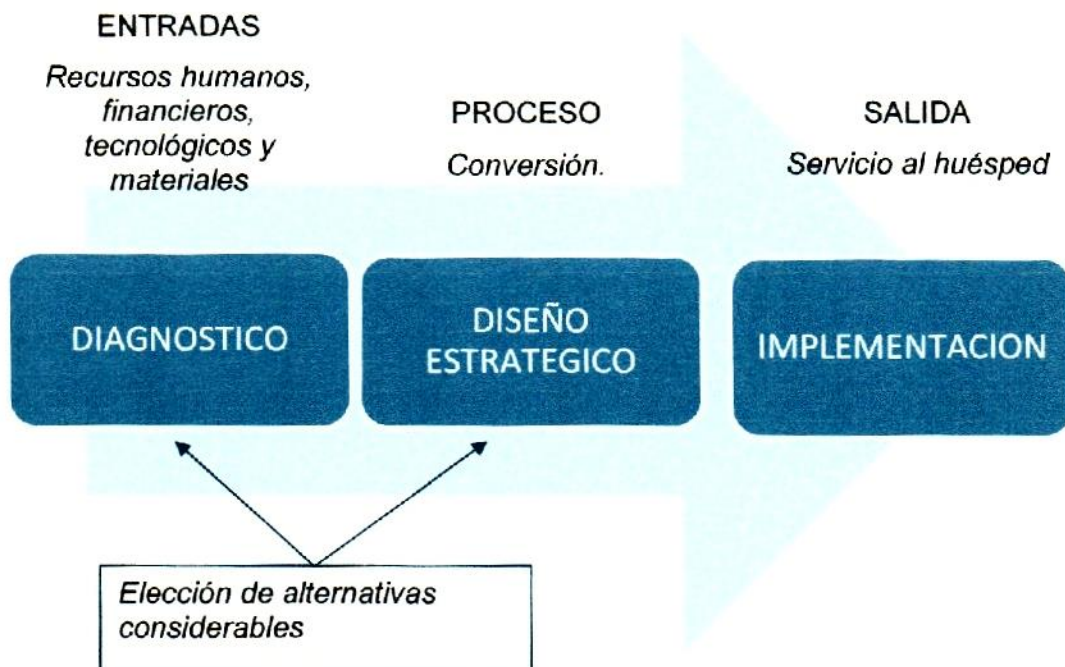 ENTRADAS
Recursos humanos,
financieros,
tecnológicos y
materiales
PROCESO
Conversión.
SALIDA
Servicio al huésped
DIAGNOSTICO
DISEÑO
ESTRATEGICO
IMPLEMENTACION
Elección de alternativas
considerables